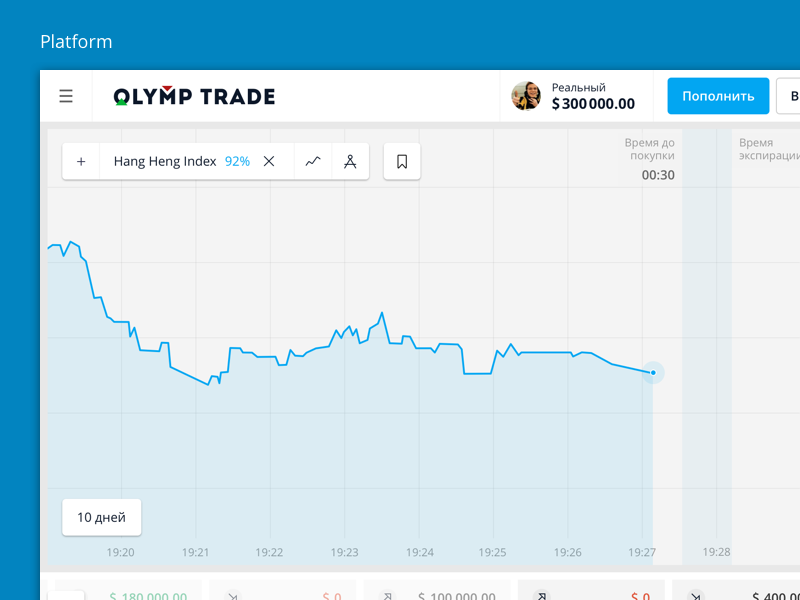 Platform
OLYMP TRADE
Реальный
$300000.00
Пополнить
В
Hang Heng Index 92%
Время до
покупки
00:30
Время
экспирации
10 дней
19:20 19:21 19:22 19:23 19:24 19:25 19:26 19:27 19:28
$ 180 000.00 $ 0 $ 100 000.00 $ 0 $ 400.00